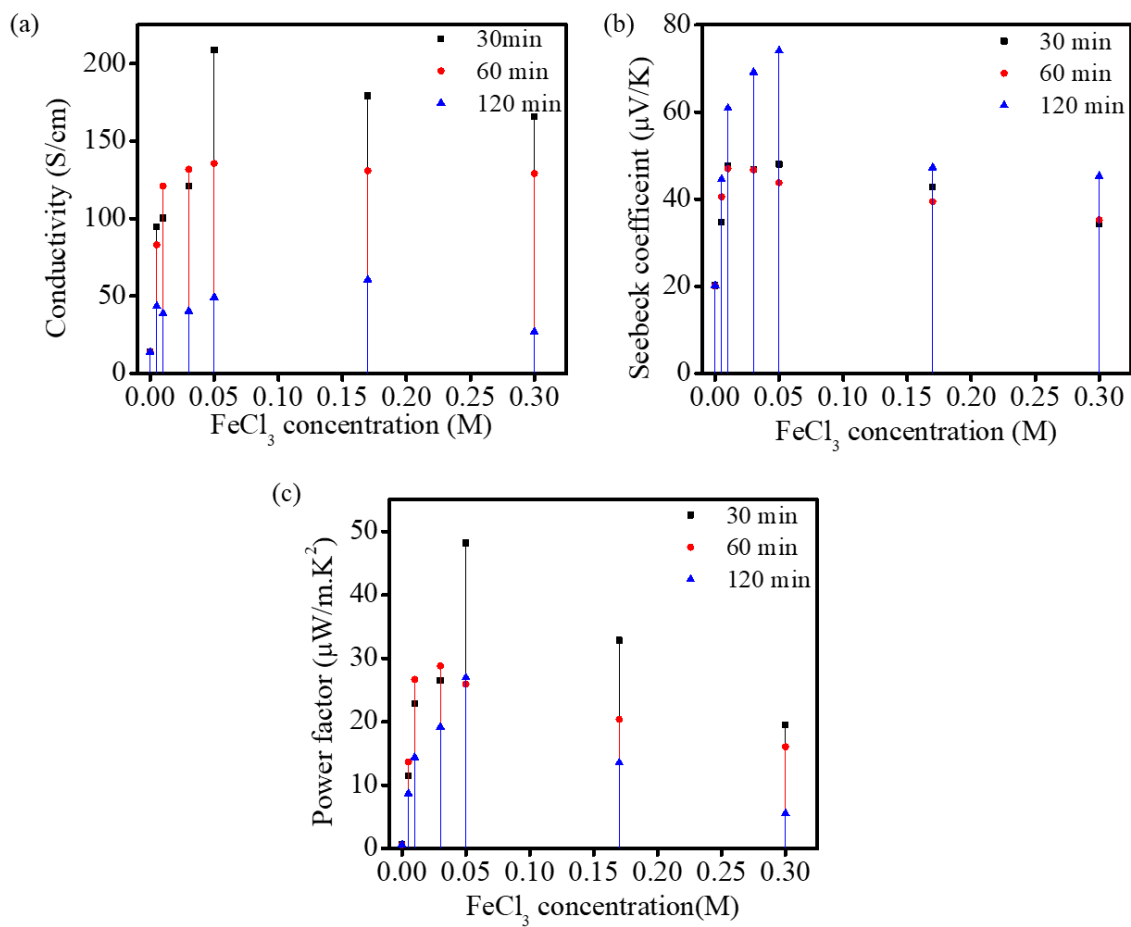 (a)
Conductivity (S/cm)
200
150
100
50
0
30min
60 min
120 min
0.00 0.05 0.10 0.15 0.20 0.25 0.30
FeCl₃ concentration (M)
(b)
Seebeck coefficeint (µV/K)
80
60
40
20
0
30 min
60 min
120 min
0.00 0.05 0.10 0.15 0.20 0.25 0.30
FeCl₃ concentration (M)
(c)
Power factor (µW/m.K²)
50
40
30
20
10
0
30 min
60 min
120 min
0.00 0.05 0.10 0.15 0.20 0.25 0.30
FeCl₃ concentration(M)